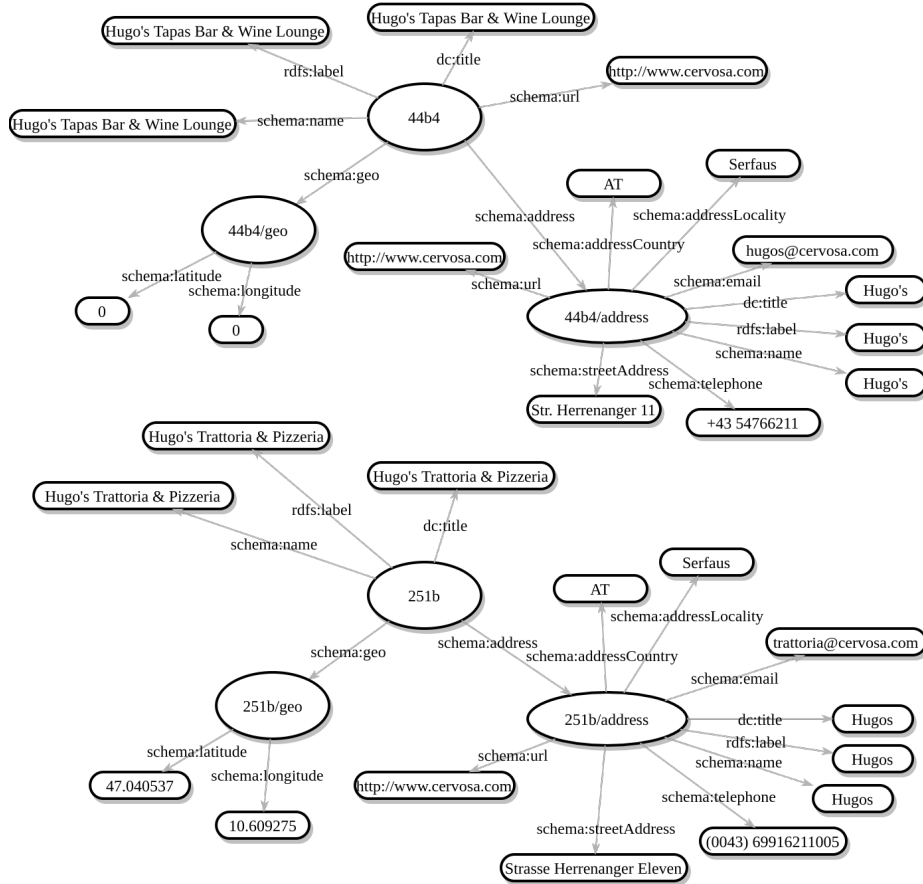 Hugo's Tapas Bar & Wine Lounge
Hugo's Tapas Bar & Wine Lounge
dc:title
rdfs:label
http://www.cervosa.com
schema:url
44b4
Hugo's Tapas Bar & Wine Lounge
schema:name
Serfaus
schema:geo
AT
schema:address
schema:addressLocality
44b4/geo
schema:addressCountry
hugos@cervosa.com
http://www.cervosa.com
schema:latitude
schema:url
schema:email
Hugo's
schema:longitude
dc:title
0
44b4/address
0
rdfs:label
Hugo's
schema:name
schema:streetAddress
schema:telephone
Hugo's
Str. Herrenanger 11
+43 54766211
Hugo's Trattoria & Pizzeria
Hugo's Trattoria & Pizzeria
Hugo's Trattoria & Pizzeria
rdfs:label
dc:title
schema:name
Serfaus
AT
251b
schema:addressLocality
schema:address
trattoria@cervosa.com
schema:geo
schema:addressCountry
schema:email
251b/geo
251b/address
dc:title
Hugos
rdfs:label
schema:latitude
schema:url
Hugos
schema:name
schema:longitude
47.040537
http://www.cervosa.com
schema:telephone
Hugos
10.609275
schema:streetAddress
(0043) 69916211005
Strasse Herrenanger Eleven